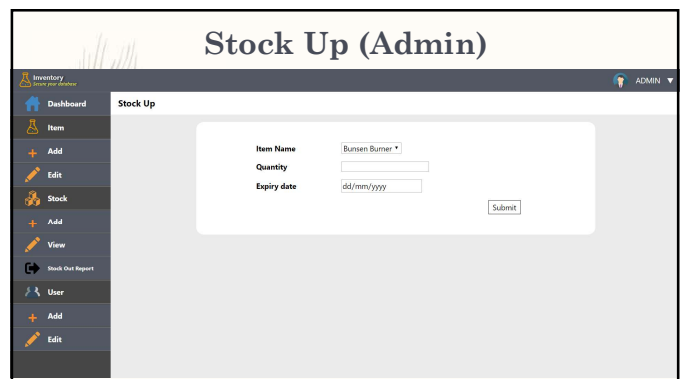 Stock Up (Admin)
Inventory
Secure your database
ADMIN ▼
Dashboard
Stock Up
Item
Add
Edit
Stock
Add
View
Stock Out Report
User
Add
Edit
Item Name Bunsen Burner
Quantity
Expiry date dd/mm/yyyy
Submit